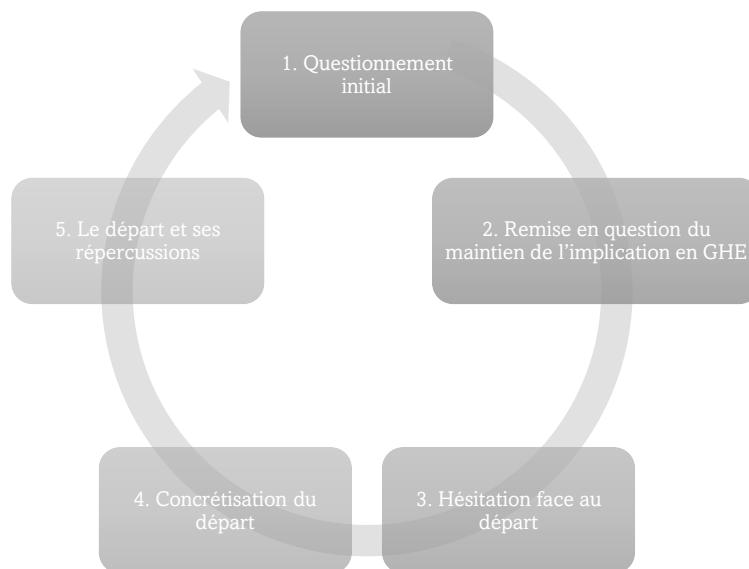 1. Questionnement
initial
2. Remise en question du
maintien de l’implication en GHE
3. Hésitation face au
départ
4. Concrétisation du
départ
5. Le départ et ses
répercussions